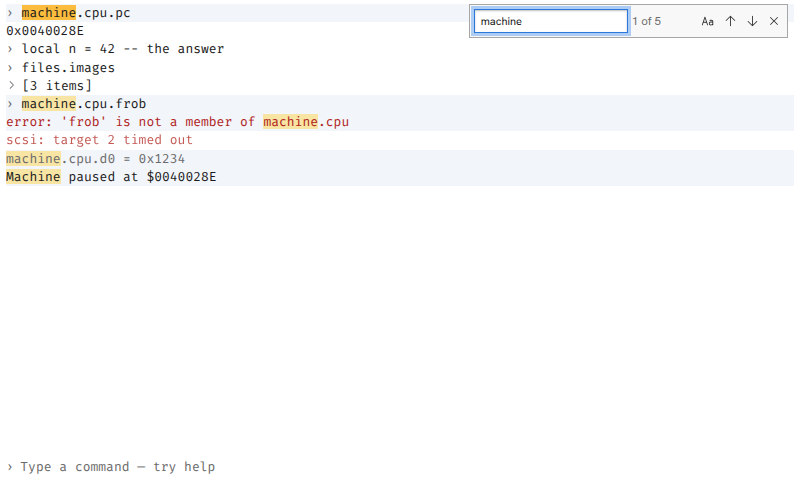 › machine.cpu.pc
machine 1 of 5 Aa ↑ ↓ ×
0x0040028E
› local n = 42 -- the answer
› files.images
› [3 items]
› machine.cpu.frob
error: 'frob' is not a member of machine.cpu
scsi: target 2 timed out
machine.cpu.d0 = 0x1234
Machine paused at $0040028E
› Type a command — try help